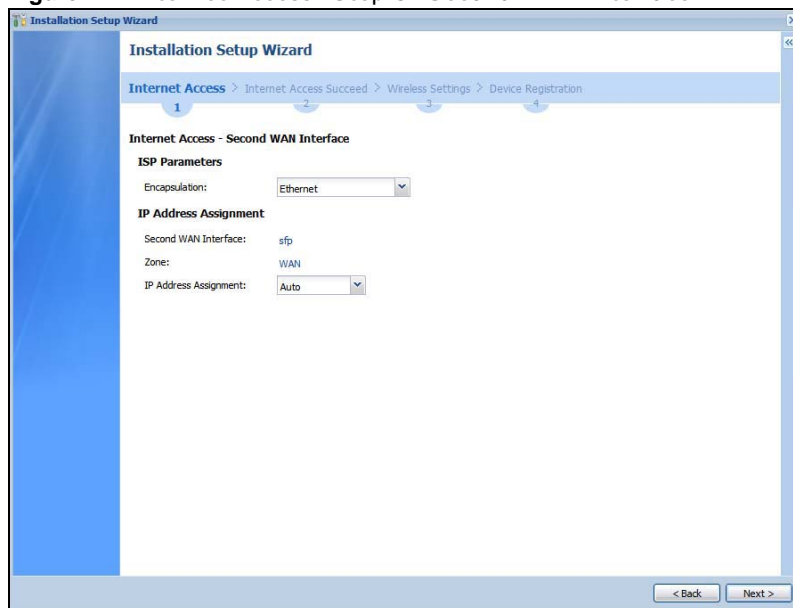 Installation Setup Wizard
Installation Setup Wizard
Internet Access > Internet Access Succeed > Wireless Settings > Device Registration
1 2 3 4
Internet Access - Second WAN Interface
ISP Parameters
Encapsulation: Ethernet
IP Address Assignment
Second WAN Interface: sfp
Zone: WAN
IP Address Assignment: Auto
< Back Next >